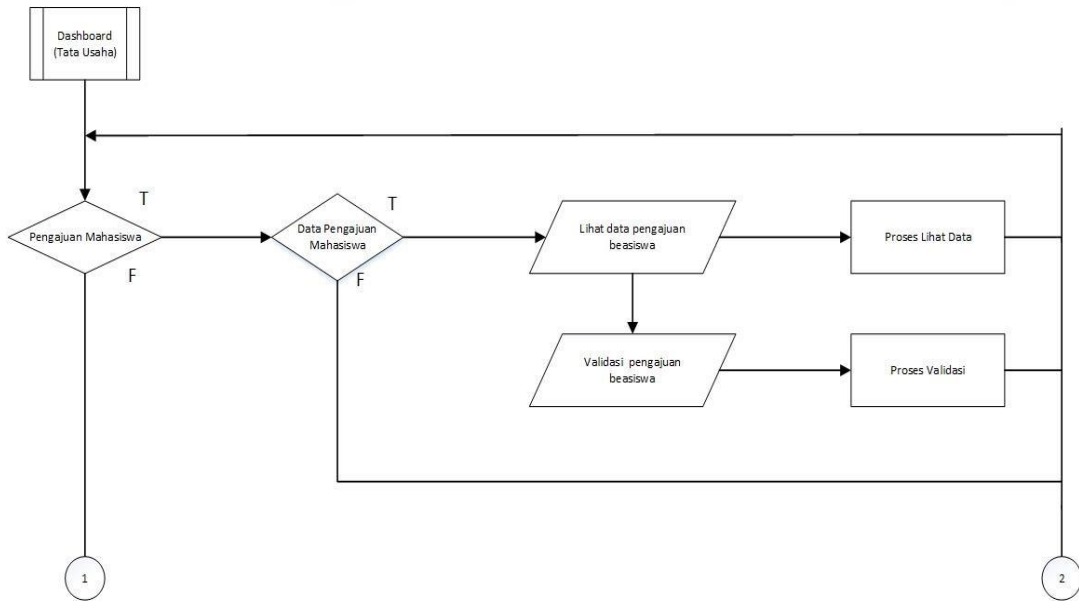 Dashboard
(Tata Usaha)
T
Pengajuan Mahasiswa
F
T
Data Pengajuan
Mahasiswa
F
Lihat data pengajuan
beasiswa
Proses Lihat Data
Validasi pengajuan
beasiswa
Proses Validasi
1
2